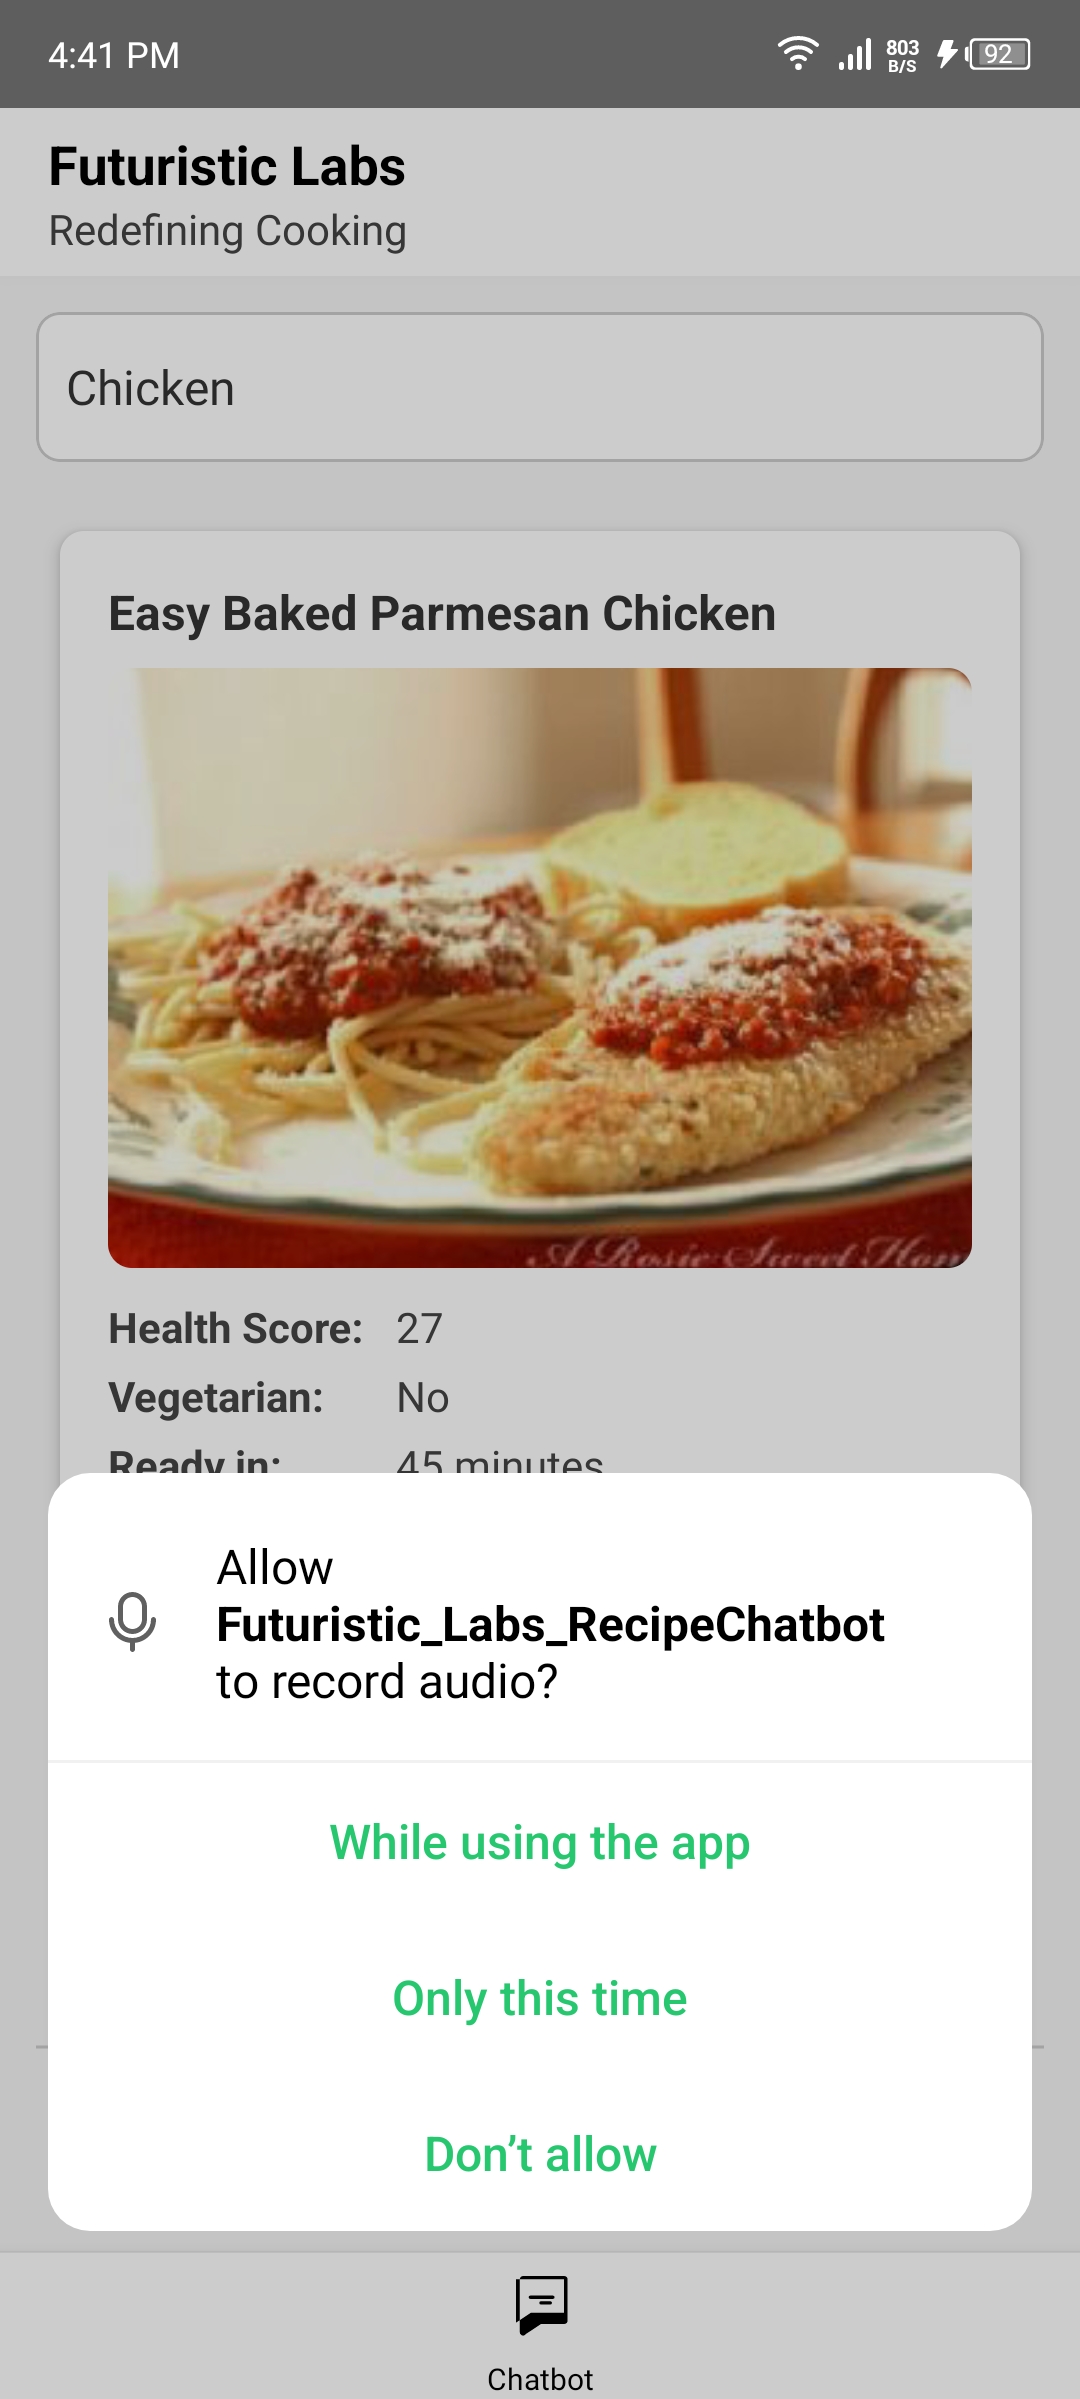 4:41 PM
803
B/S
92
Futuristic Labs
Redefining Cooking
Chicken
Easy Baked Parmesan Chicken
A Rosie Sweet Hom
Health Score: 27
Vegetarian: No
Ready in: 45 minutes
Allow
Futuristic_Labs_RecipeChatbot
to record audio?
While using the app
Only this time
Don’t allow
Chatbot